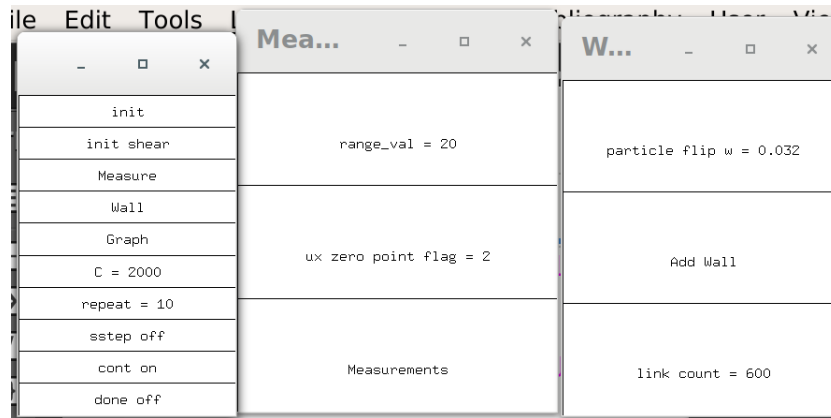 ile Edit Tools
init
init shear
Measure
Wall
Graph
C = 2000
repeat = 10
sstep off
cont on
done off
Mea...
range_val = 20
ux zero point flag = 2
Measurements
W...
particle flip w = 0.032
Add Wall
link count = 600